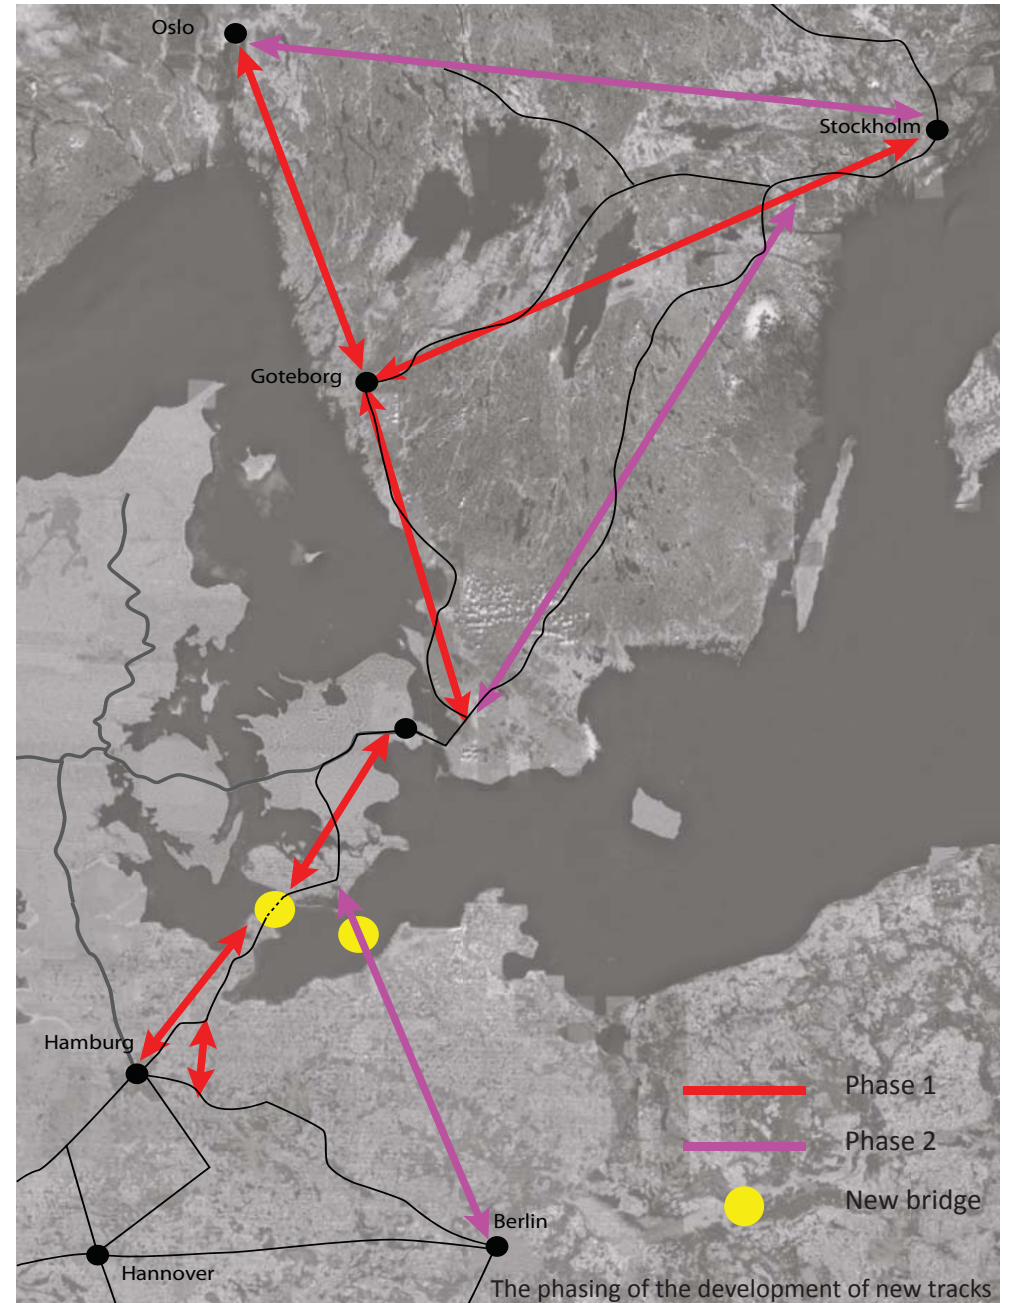 Oslo
Stockholm
Goteborg
Hamburg
Phase 1
Phase 2
New bridge
Berlin
Hannover
The phasing of the development of new tracks